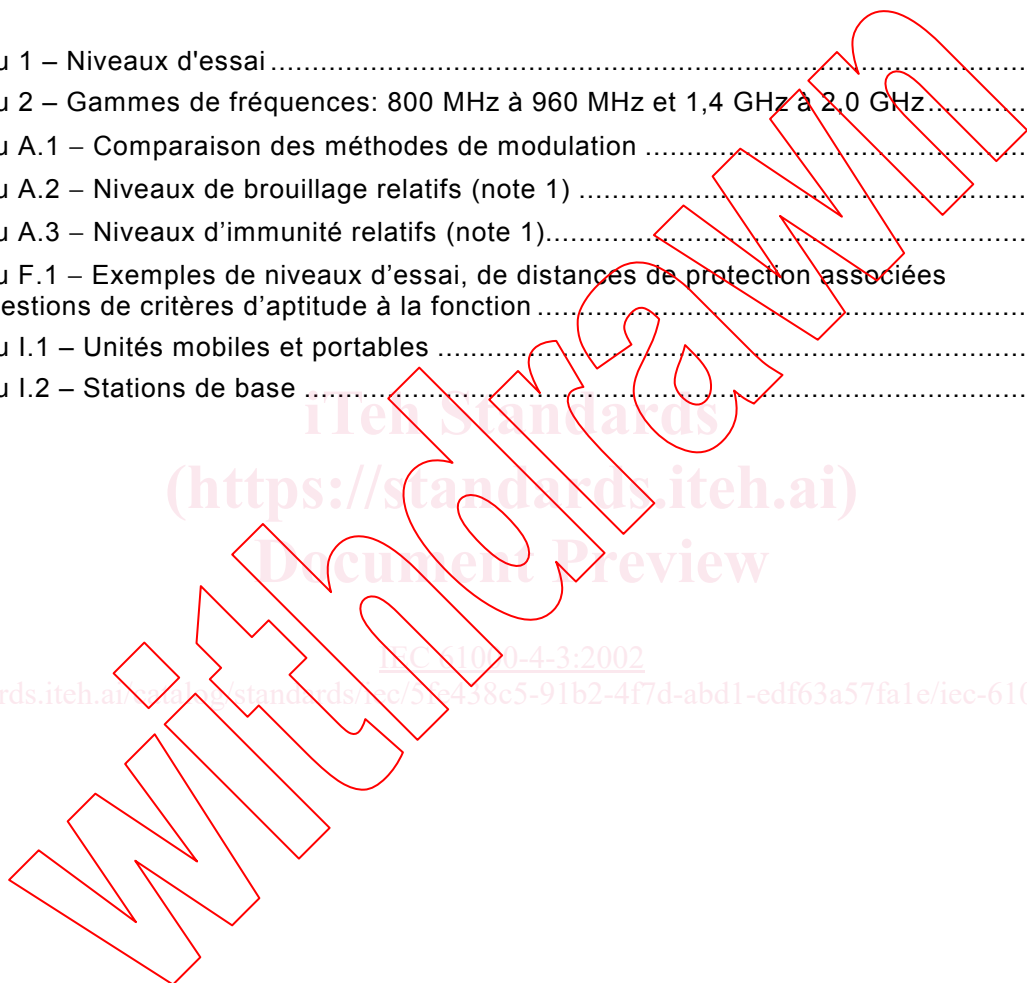 u 1 – Niveaux d'essai
u 2 – Gammes de fréquences: 800 MHz à 960 MHz et 1,4 GHz à 2,0 GHz
u A.1 – Comparaison des méthodes de modulation
u A.2 – Niveaux de brouillage relatifs (note 1)
u A.3 – Niveaux d’immunité relatifs (note 1)
u F.1 – Exemples de niveaux d’essai, de distances de protection associées
estions de critères d’aptitude à la fonction
u I.1 – Unités mobiles et portables
u I.2 – Stations de base
iTeh Standards
(https://standards.iteh.ai)
Document Preview
IEC 61000-4-3:2002
rds.iteh.ai/catalog/standards/iec/5fe438c5-91b2-4f7d-abd1-edf63a57fa1e/iec-610
withdrawn